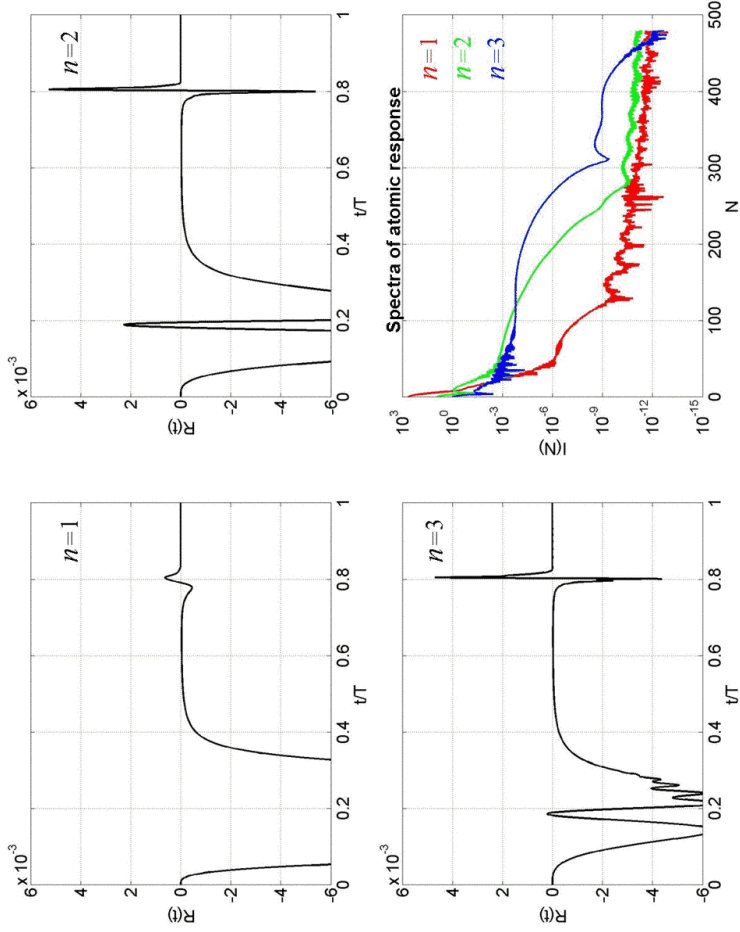 x 10⁻³
n=1
6
4
2
0
-2
-4
-6
R(t)
0 0.2 0.4 0.6 0.8 1
t/T
x 10⁻³
n=2
6
4
2
0
-2
-4
-6
R(t)
0 0.2 0.4 0.6 0.8 1
t/T
x 10⁻³
n=3
6
4
2
0
-2
-4
-6
R(t)
0 0.2 0.4 0.6 0.8 1
t/T
Spectra of atomic response
n=1
n=2
n=3
10³
10⁰
10⁻³
10⁻⁶
10⁻⁹
10⁻¹²
10⁻¹⁵
I(N)
0 100 200 300 400 500
N